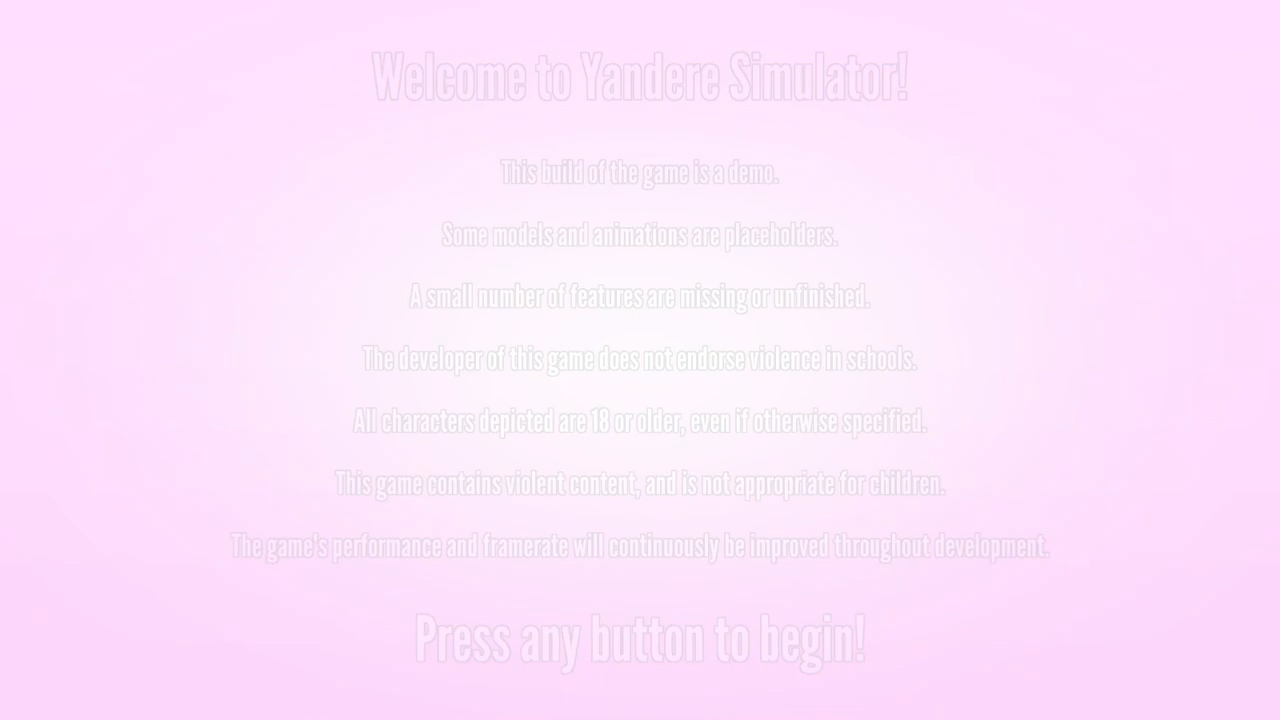 Welcome to Yandere Simulator!
This build of the game is a demo.
Some models and animations are placeholders.
A small number of features are missing or unfinished.
The developer of this game does not endorse violence in schools.
All characters depicted are 18 or older, even if otherwise specified.
This game contains violent content, and is not appropriate for children.
The game's performance and framerate will continuously be improved throughout development.
Press any button to begin!